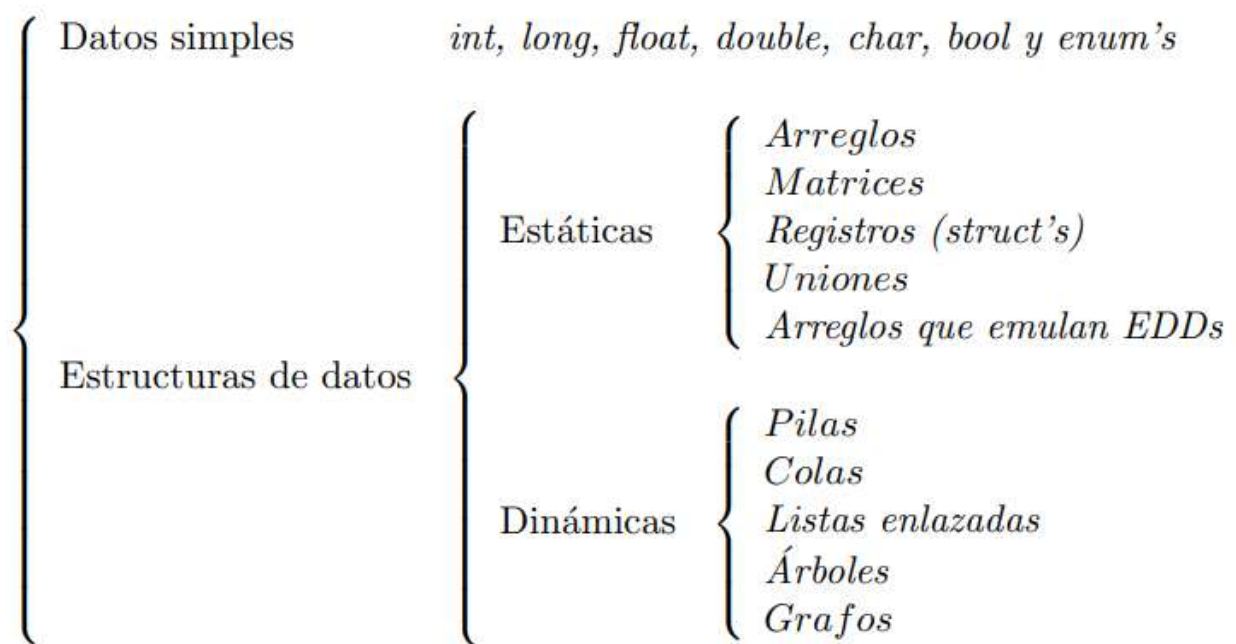 Datos simples int, long, float, double, char, bool y enum's
Arreglos
Matrices
Estáticas Registros (struct's)
Uniones
Arreglos que emulan EDDs
Estructuras de datos
Pilas
Colas
Dinámicas Listas enlazadas
Árboles
Grafos